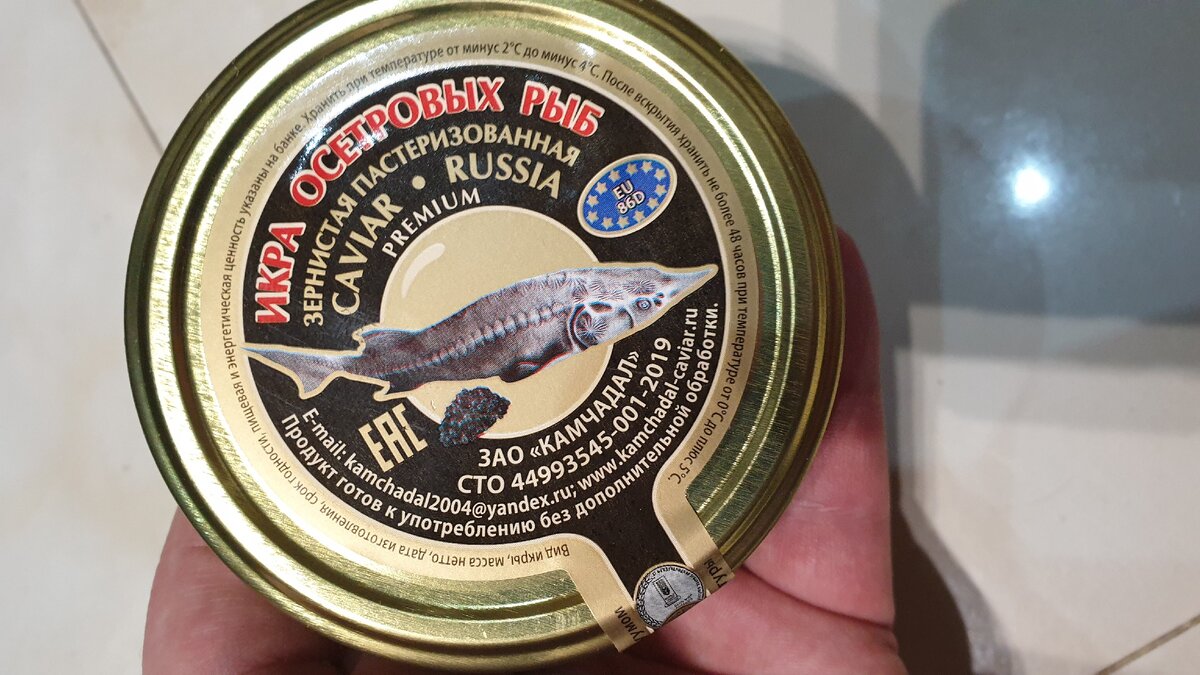 ИКРА ОСЕТРОВЫХ РЫБ
ЗЕРНИСТАЯ ПАСТЕРИЗОВАННАЯ
CAVIAR • RUSSIA
PREMIUM
EU
86D
EAC
ЗАО «КАМЧАДАЛ»
СТО 44993545-001-2019
E-mail: kamchadal2004@yandex.ru; www.kamchadal-caviar.ru
Продукт готов к употреблению без дополнительной обработки.
Вид икры, масса нетто, дата изготовления, срок годности, пищевая и энергетическая ценность указаны на банке. Хранить при температуре от минус 2°С до минус 4°С. После вскрытия хранить не более 48 часов при температуре от 0°С до плюс 5°С.